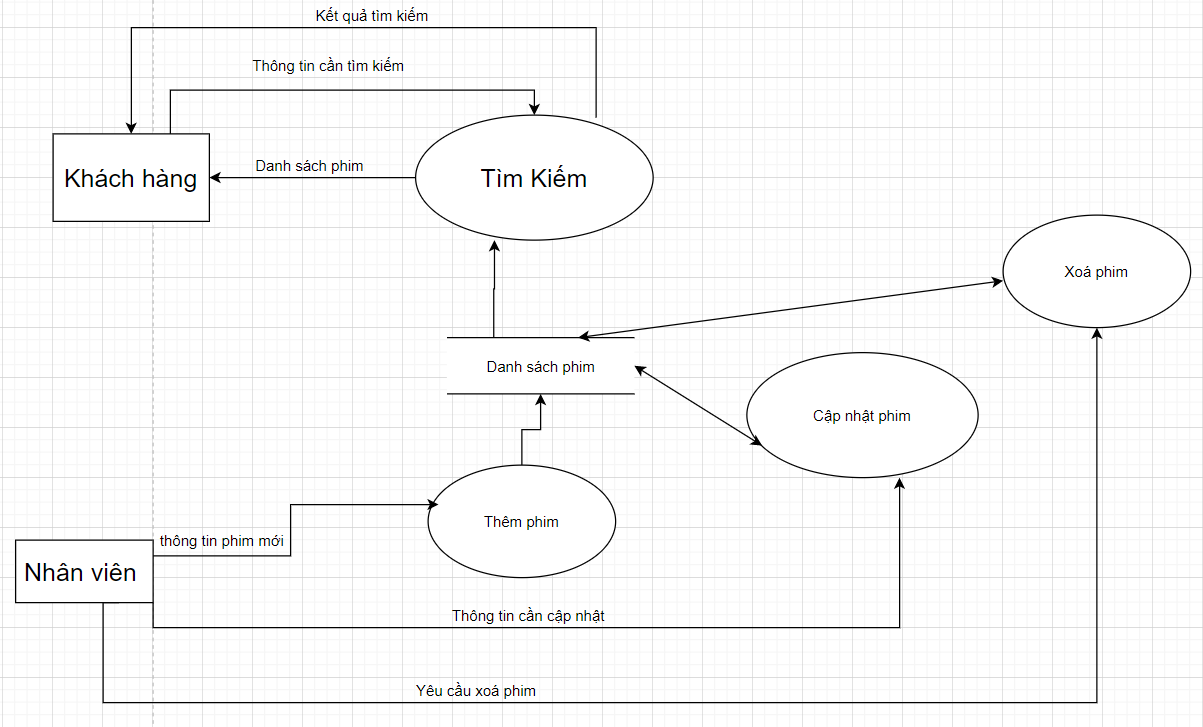 Kết quả tìm kiếm
Thông tin cần tìm kiếm
Danh sách phim
Khách hàng
Tìm Kiếm
Xoá phim
Danh sách phim
Cập nhật phim
Thêm phim
thông tin phim mới
Nhân viên
Thông tin cần cập nhật
Yêu cầu xoá phim